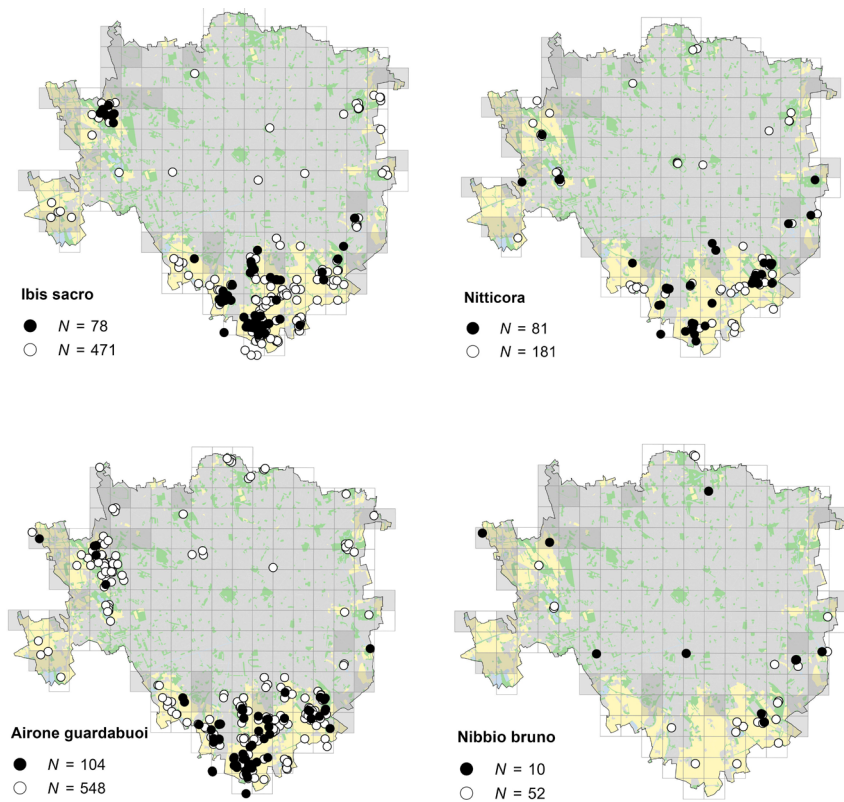 Ibis sacro
N = 78
N = 471
Nitticora
N = 81
N = 181
Airone guardabuoi
N = 104
N = 548
Nibbio bruno
N = 10
N = 52